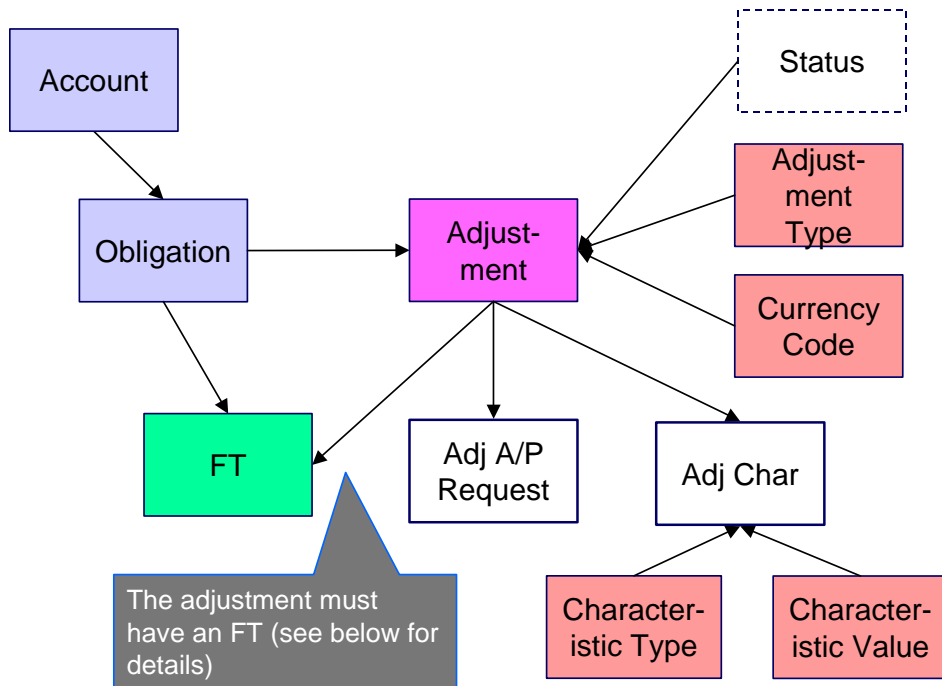 Account
Status
Adjust-
ment
Type
Obligation
Adjust-
ment
Currency
Code
FT
Adj A/P
Request
Adj Char
The adjustment must
have an FT (see below for
details)
Character-
istic Type
Character-
istic Value